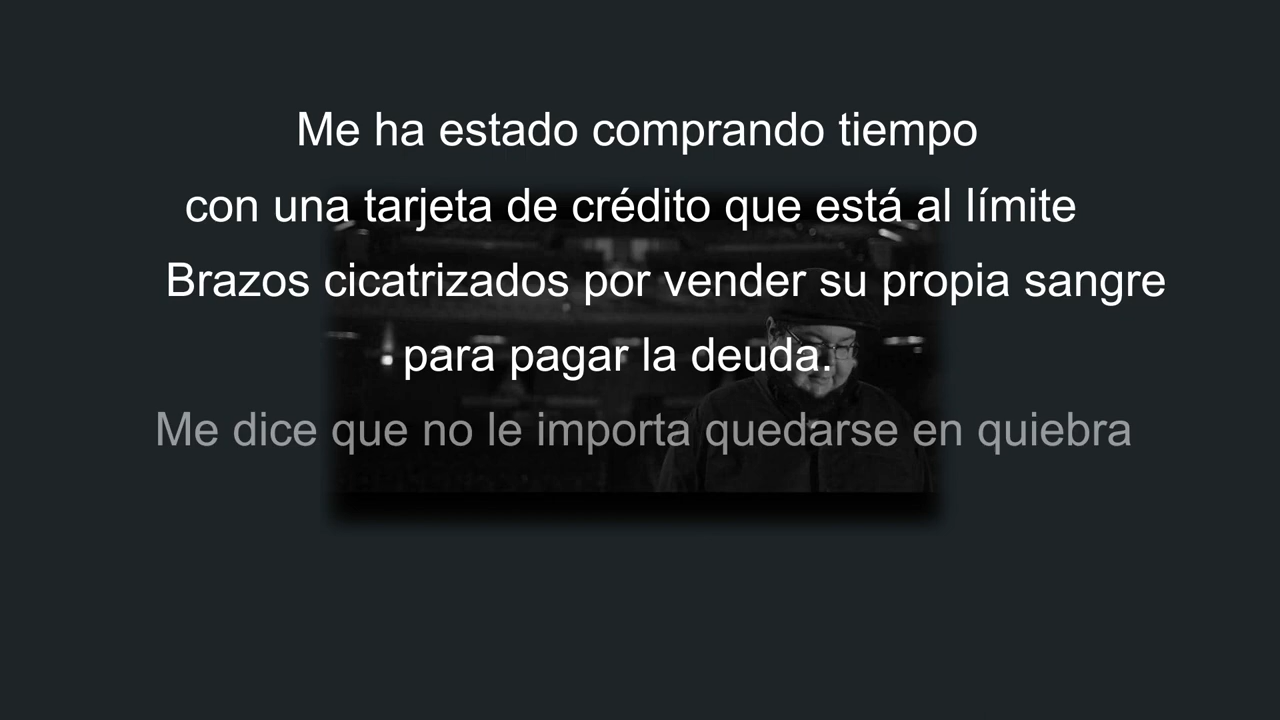 Me ha estado comprando tiempo
con una tarjeta de crédito que está al límite
Brazos cicatrizados por vender su propia sangre
para pagar la deuda.
Me dice que no le importa quedarse en quiebra